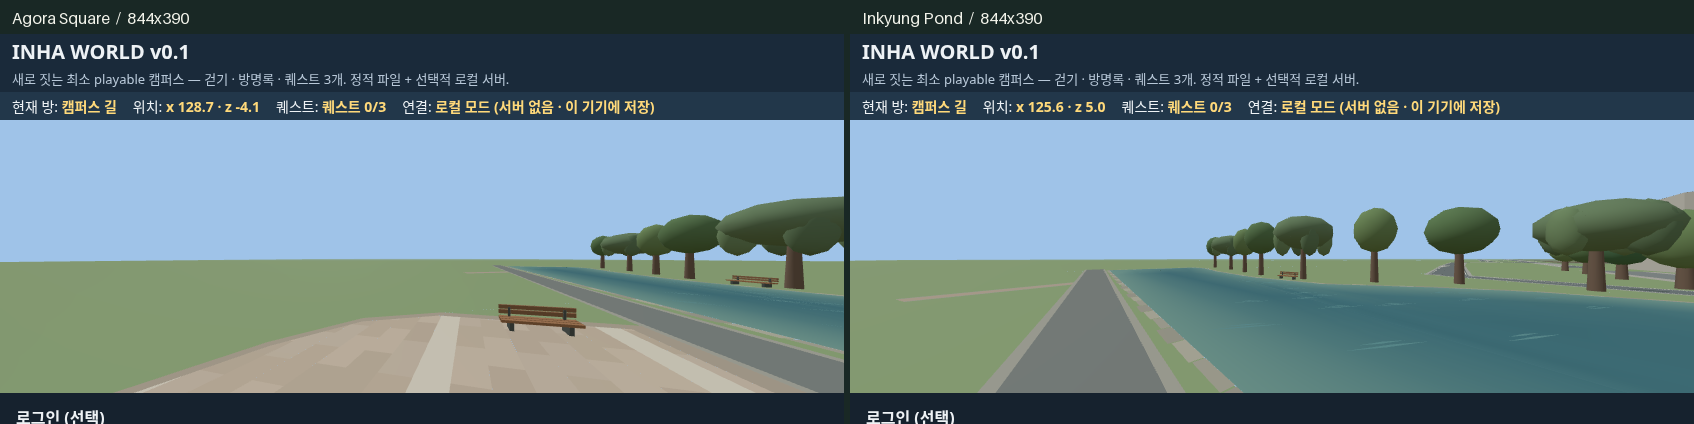 Agora Square / 844x390
INHA WORLD v0.1
새로 짓는 최소 playable 캠퍼스 — 걷기 · 방명록 · 퀘스트 3개. 정적 파일 + 선택적 로컬 서버.
현재 방: 캠퍼스 길 위치: x 128.7 · z -4.1 퀘스트: 퀘스트 0/3 연결: 로컬 모드 (서버 없음 · 이 기기에 저장)
로그인 (선택)
Inkyung Pond / 844x390
INHA WORLD v0.1
새로 짓는 최소 playable 캠퍼스 — 걷기 · 방명록 · 퀘스트 3개. 정적 파일 + 선택적 로컬 서버.
현재 방: 캠퍼스 길 위치: x 125.6 · z 5.0 퀘스트: 퀘스트 0/3 연결: 로컬 모드 (서버 없음 · 이 기기에 저장)
로그인 (선택)